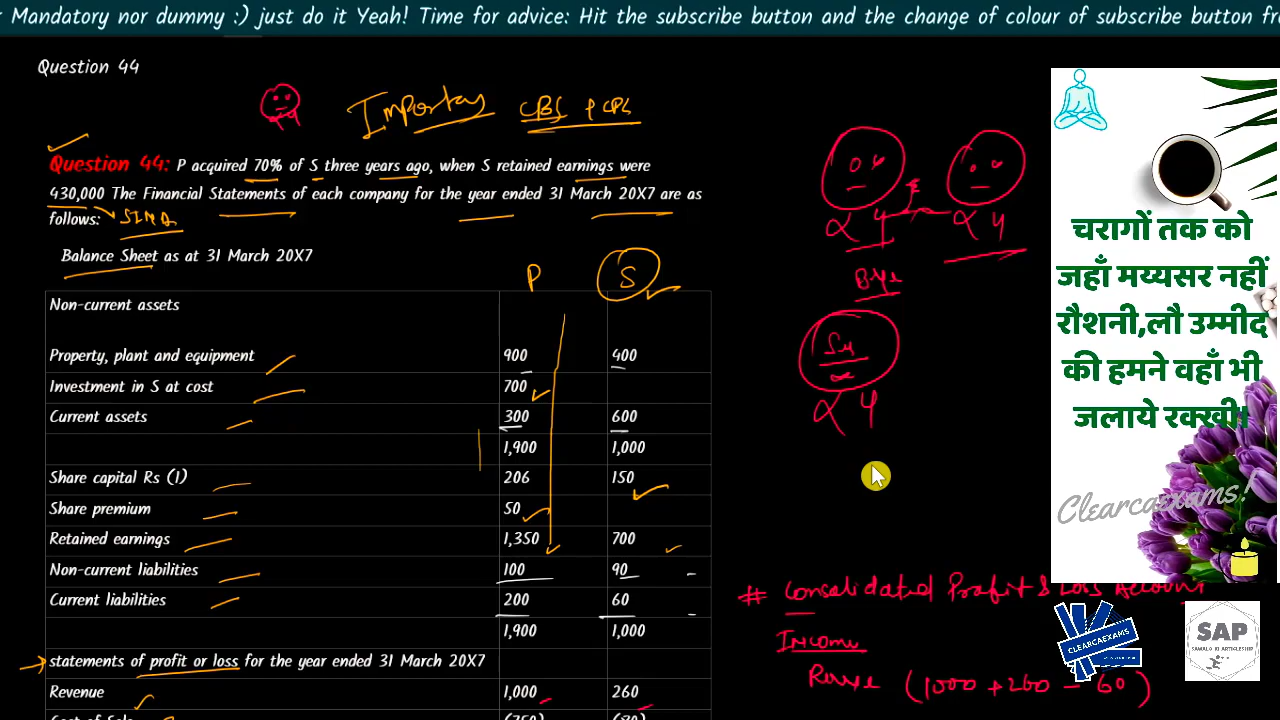 r Mandatory nor dummy :) just do it Yeah! Time for advice: Hit the subscribe button and the change of colour of subscribe button fr
Question 44
Important CBS & CPL
Question 44: P acquired 70% of S three years ago, when S retained earnings were
430,000 The Financial Statements of each company for the year ended 31 March 20X7 are as
follows:
Balance Sheet as at 31 March 20X7
P S
Non-current assets
Property, plant and equipment 900 400
Investment in S at cost 700
Current assets 300 600
1,900 1,000
Share capital Rs (1) 206 150
Share premium 50
Retained earnings 1,350 700
Non-current liabilities 100 90
Current liabilities 200 60
1,900 1,000
statements of profit or loss for the year ended 31 March 20X7
Revenue 1,000 260
# Consolidated Profit & Loss Account
Income
(1000 + 260 - 60)
चरागों तक को
जहाँ मय्यसर नहीं
रौशनी,लौ उम्मीद
की हमने वहाँ भी
जलाये रक्खी।
Clearcaexams!
CLEARCAEXAMS
SAP
SAMALO KI ARTICLESHIP